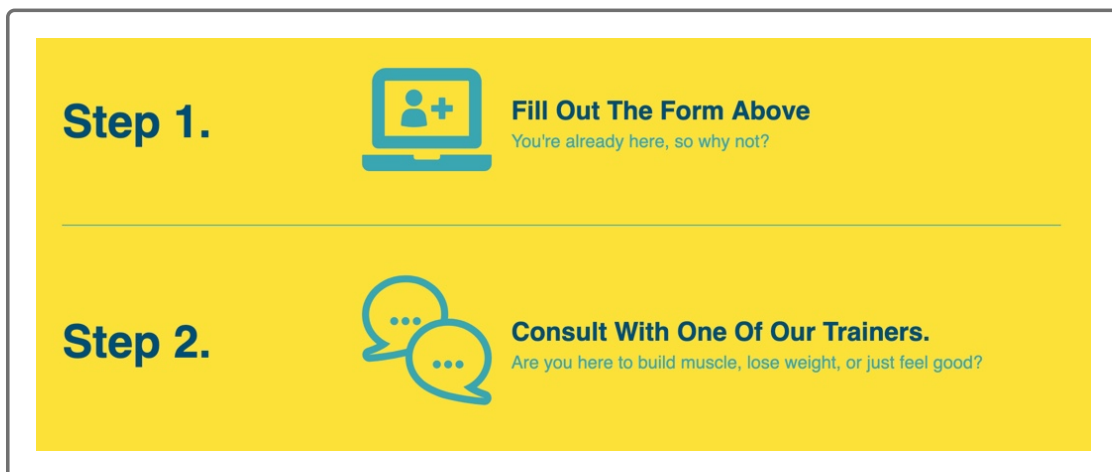 Step 1.
Fill Out The Form Above
You're already here, so why not?
Step 2.
Consult With One Of Our Trainers.
Are you here to build muscle, lose weight, or just feel good?